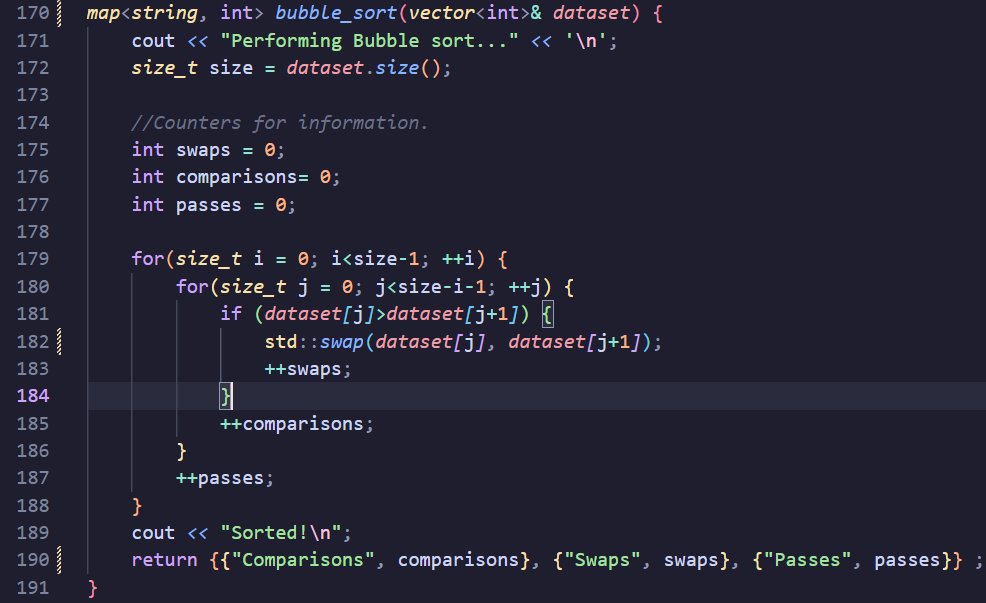 170 map<string, int> bubble_sort(vector<int>& dataset) {
171     cout << "Performing Bubble sort..." << '\n';
172     size_t size = dataset.size();
173
174     //Counters for information.
175     int swaps = 0;
176     int comparisons= 0;
177     int passes = 0;
178
179     for(size_t i = 0; i<size-1; ++i) {
180         for(size_t j = 0; j<size-i-1; ++j) {
181             if (dataset[j]>dataset[j+1]) {
182                 std::swap(dataset[j], dataset[j+1]);
183                 ++swaps;
184             }
185             ++comparisons;
186         }
187         ++passes;
188     }
189     cout << "Sorted!\n";
190     return {{"Comparisons", comparisons}, {"Swaps", swaps}, {"Passes", passes}} ;
191 }